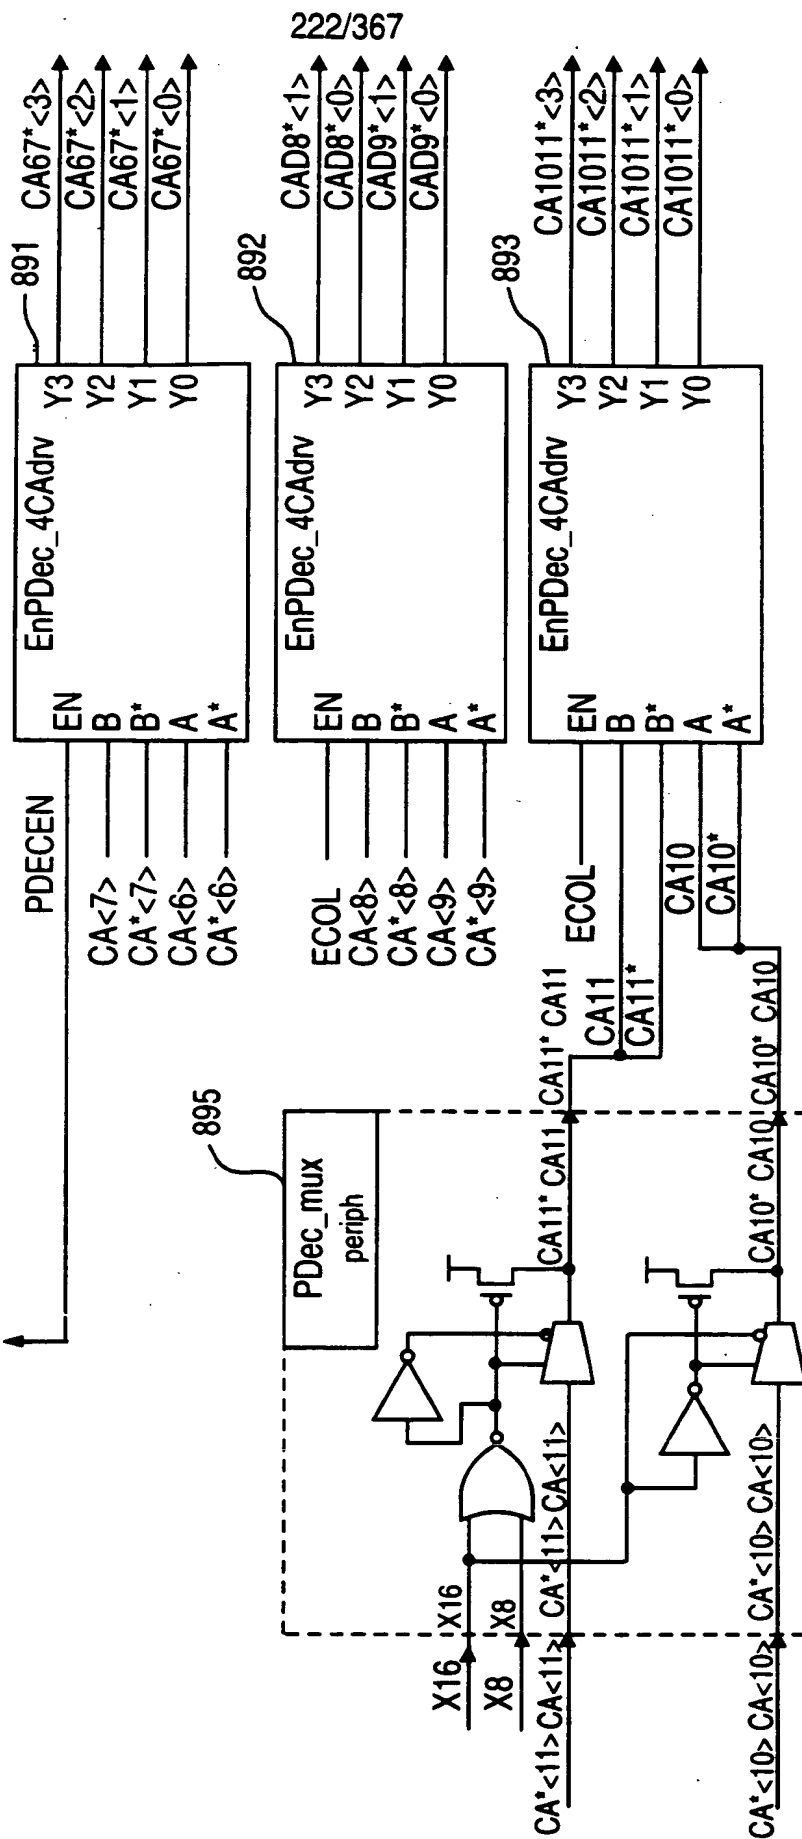 222/367
PDECEN
CA<7>
CA*<7>
CA<6>
CA*<6>
EN
B
B*
A
A*
EnPDec_4CAdrv
Y3
Y2
Y1
Y0
891
CA67*<3>
CA67*<2>
CA67*<1>
CA67*<0>
ECOL
CA<8>
CA*<8>
CA<9>
CA*<9>
EN
B
B*
A
A*
EnPDec_4CAdrv
Y3
Y2
Y1
Y0
892
CAD8*<1>
CAD8*<0>
CAD9*<1>
CAD9*<0>
ECOL
CA11
CA11*
CA10
CA10*
EN
B
B*
A
A*
EnPDec_4CAdrv
Y3
Y2
Y1
Y0
893
CA1011*<3>
CA1011*<2>
CA1011*<1>
CA1011*<0>
895
PDec_mux
periph
X16 X16
X8 X8
CA*<11> CA<11> CA*<11> CA<11> CA11* CA11 CA11* CA11
CA*<10> CA<10> CA*<10> CA<10> CA10* CA10 CA10* CA10